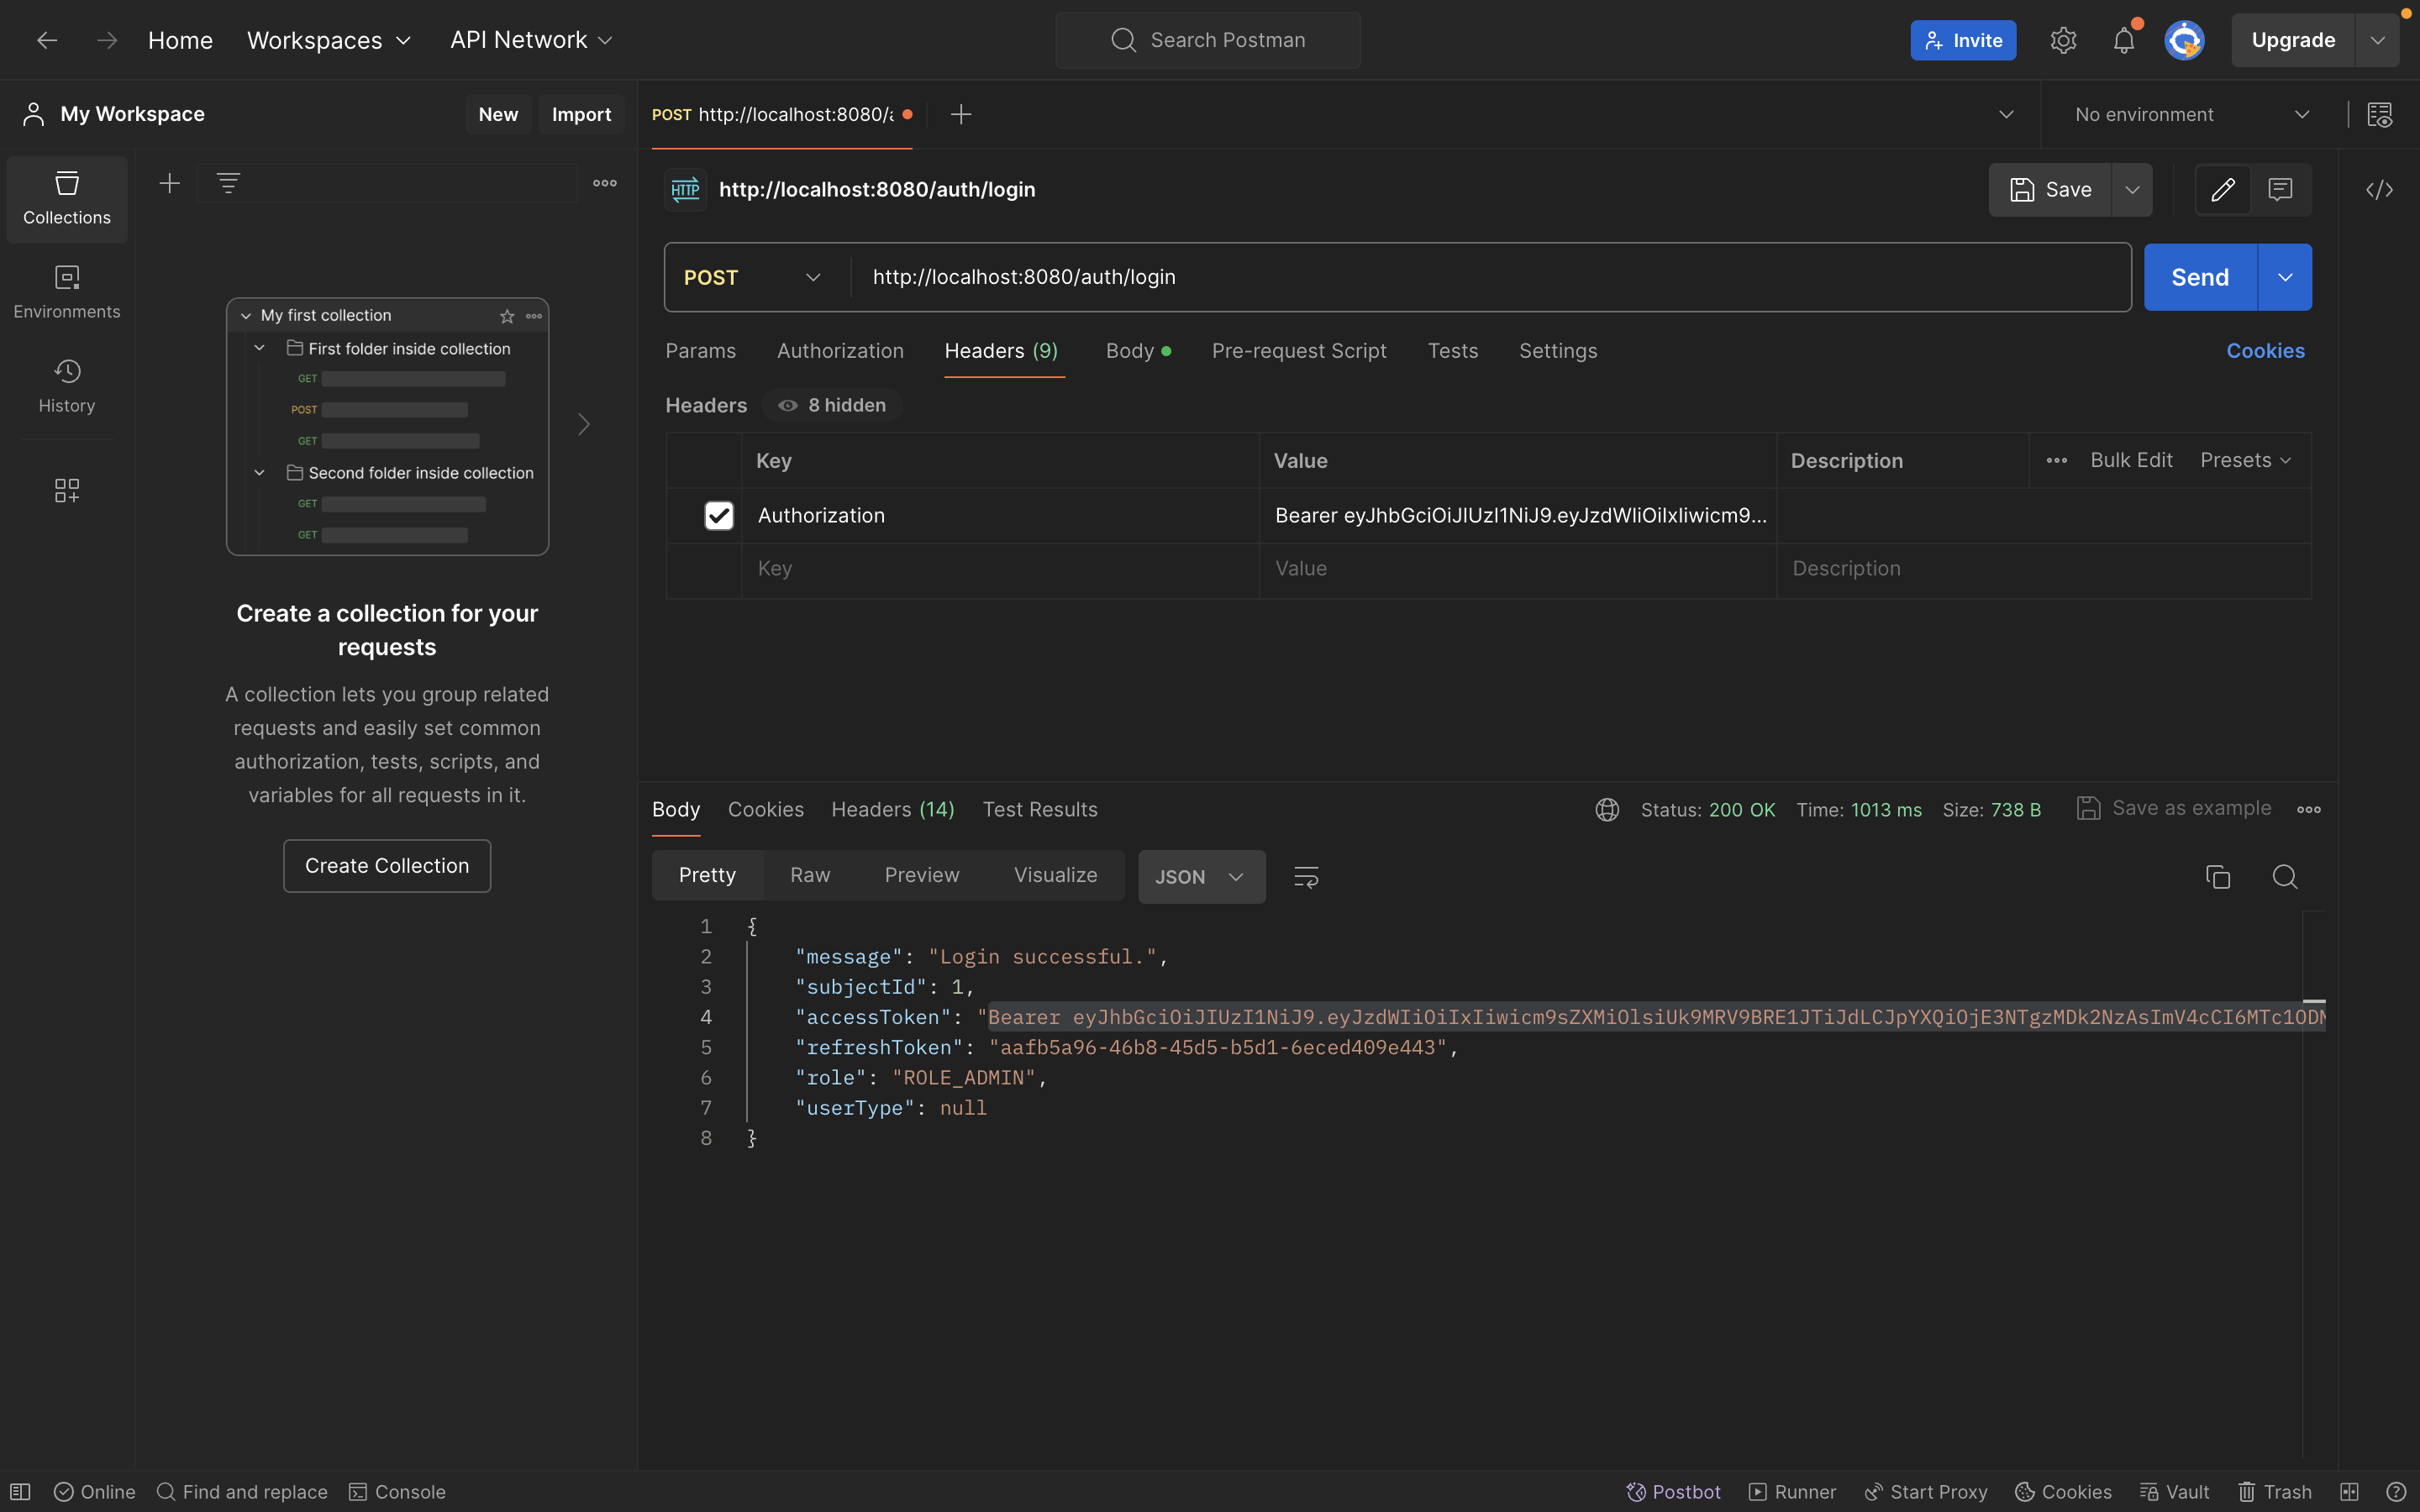 Home Workspaces API Network Search Postman Invite Upgrade
My Workspace New Import POST http://localhost:8080/a No environment
Collections
Environments
History
My first collection
First folder inside collection
GET
POST
GET
Second folder inside collection
GET
GET
Create a collection for your
requests
A collection lets you group related
requests and easily set common
authorization, tests, scripts, and
variables for all requests in it.
Create Collection
HTTP http://localhost:8080/auth/login Save
POST http://localhost:8080/auth/login Send
Params Authorization Headers (9) Body Pre-request Script Tests Settings Cookies
Headers 8 hidden
Key Value Description Bulk Edit Presets
Authorization Bearer eyJhbGciOiJIUzI1NiJ9.eyJzdWIiOiIxIiwicm9...
Key Value Description
Body Cookies Headers (14) Test Results Status: 200 OK Time: 1013 ms Size: 738 B Save as example
Pretty Raw Preview Visualize JSON
1 {
2 "message": "Login successful.",
3 "subjectId": 1,
4 "accessToken": "Bearer eyJhbGciOiJIUzI1NiJ9.eyJzdWIiOiIxIiwicm9sZXMiOlsiUk9MRV9BRE1JTiJdLCJpYXQiOjE3NTgzMDk2NzAsImV4cCI6MTc1ODM
5 "refreshToken": "aafb5a96-46b8-45d5-b5d1-6eced409e443",
6 "role": "ROLE_ADMIN",
7 "userType": null
8 }
Online Find and replace Console Postbot Runner Start Proxy Cookies Vault Trash